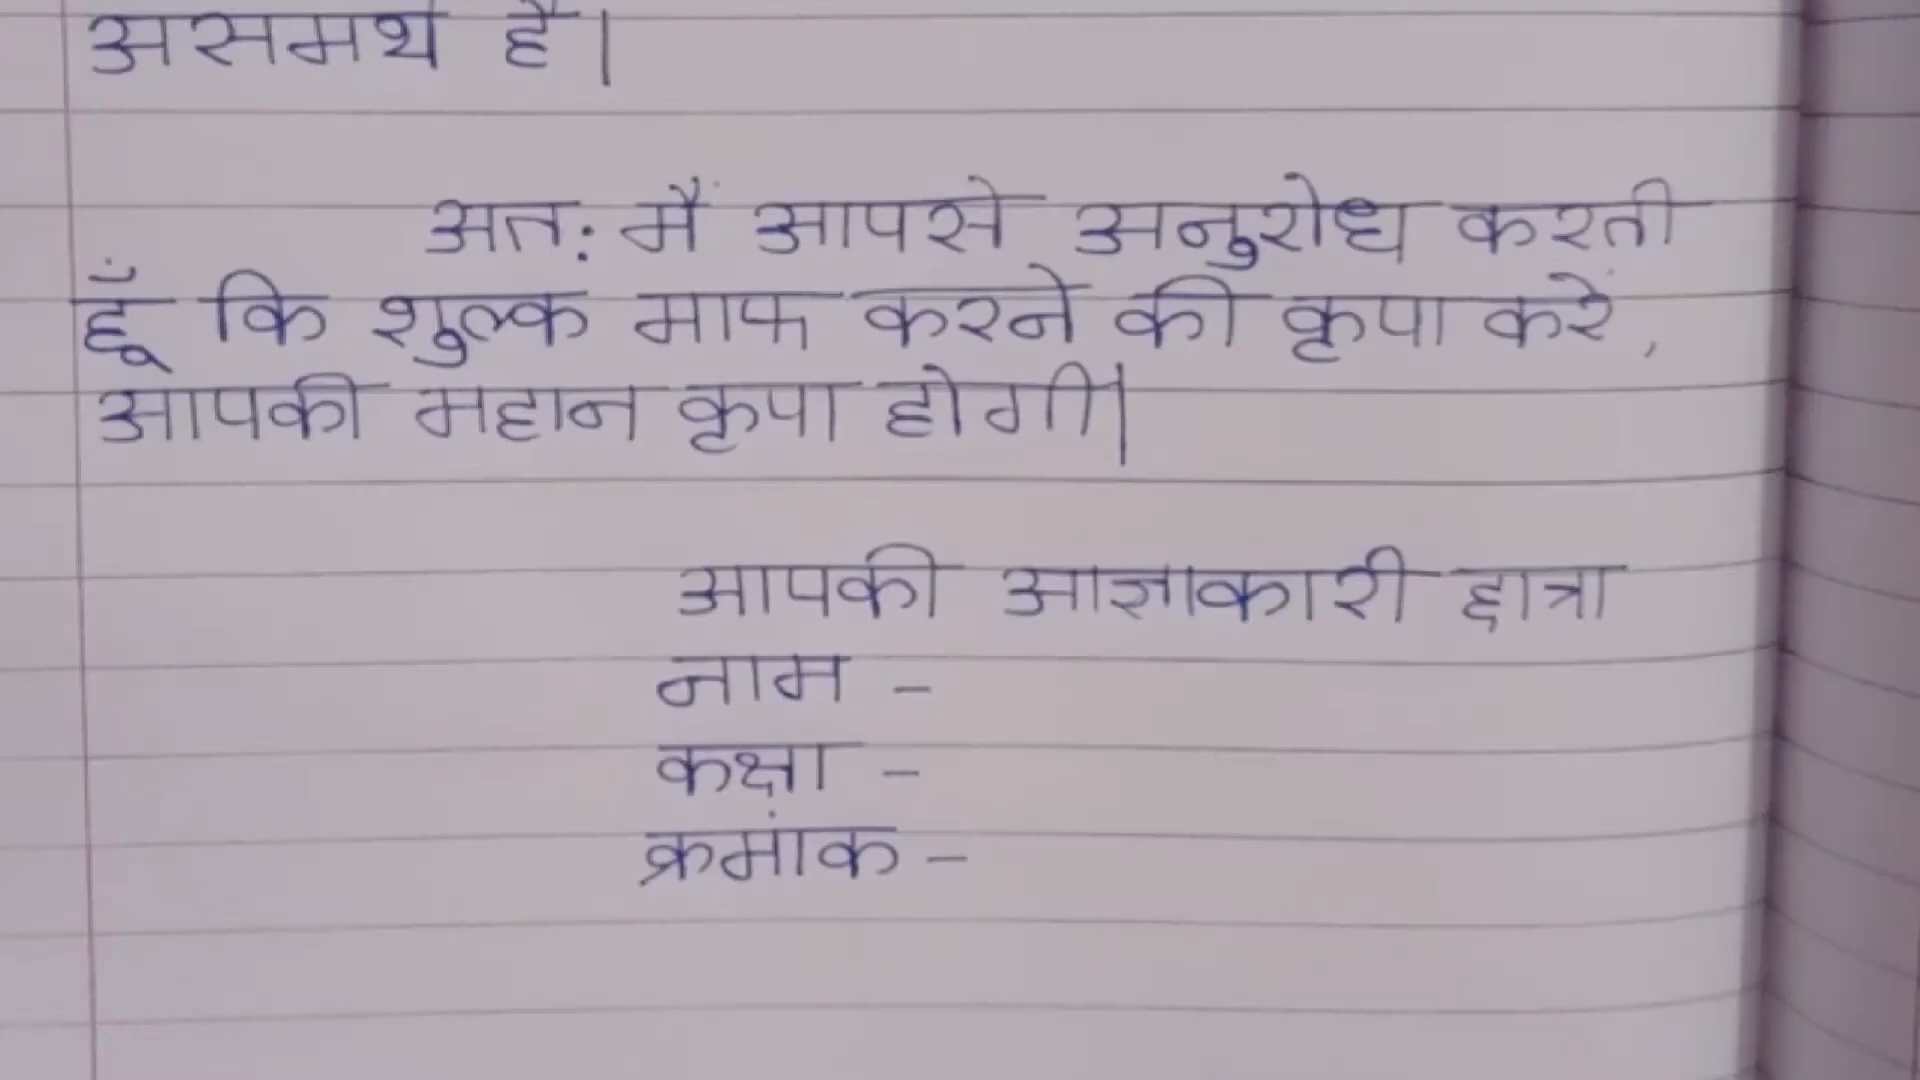 असमर्थ है।
अतः मैं आपसे अनुरोध करती
हूँ कि शुल्क माफ करने की कृपा करें,
आपकी महान कृपा होगी।
आपकी आज्ञाकारी छात्रा
नाम -
कक्षा -
क्रमांक -